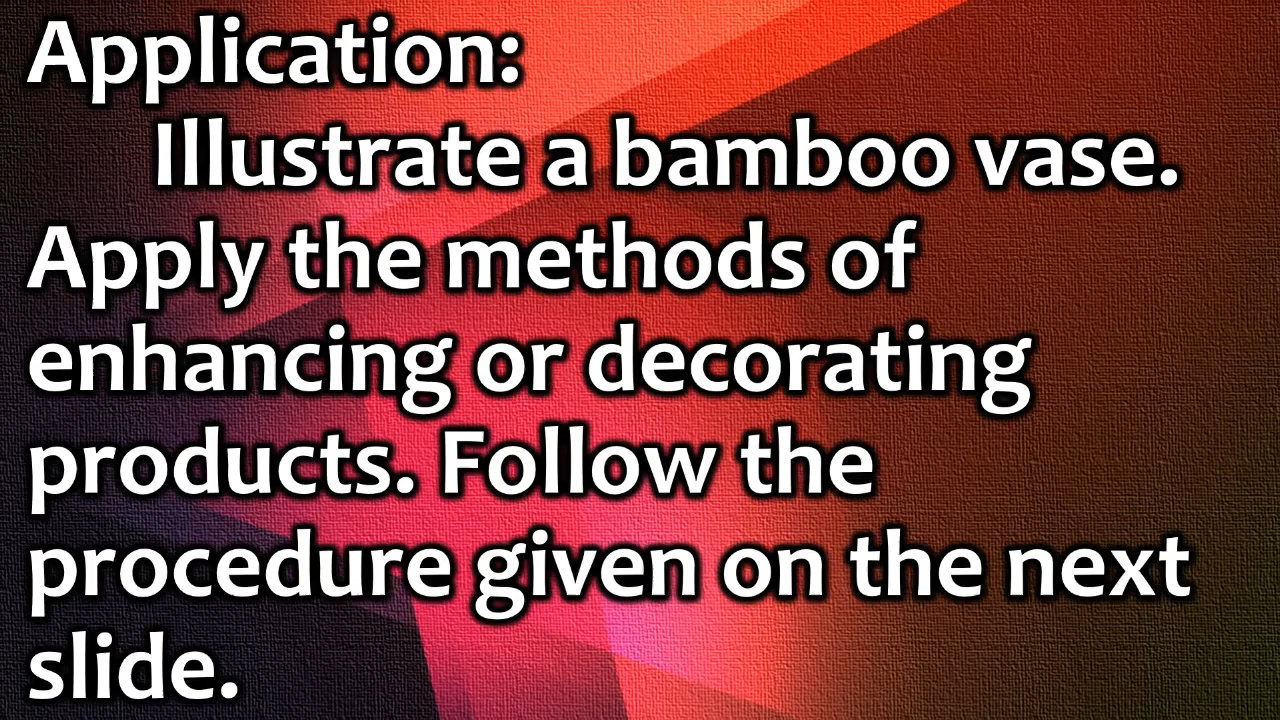 Application:
Illustrate a bamboo vase.
Apply the methods of
enhancing or decorating
products. Follow the
procedure given on the next
slide.